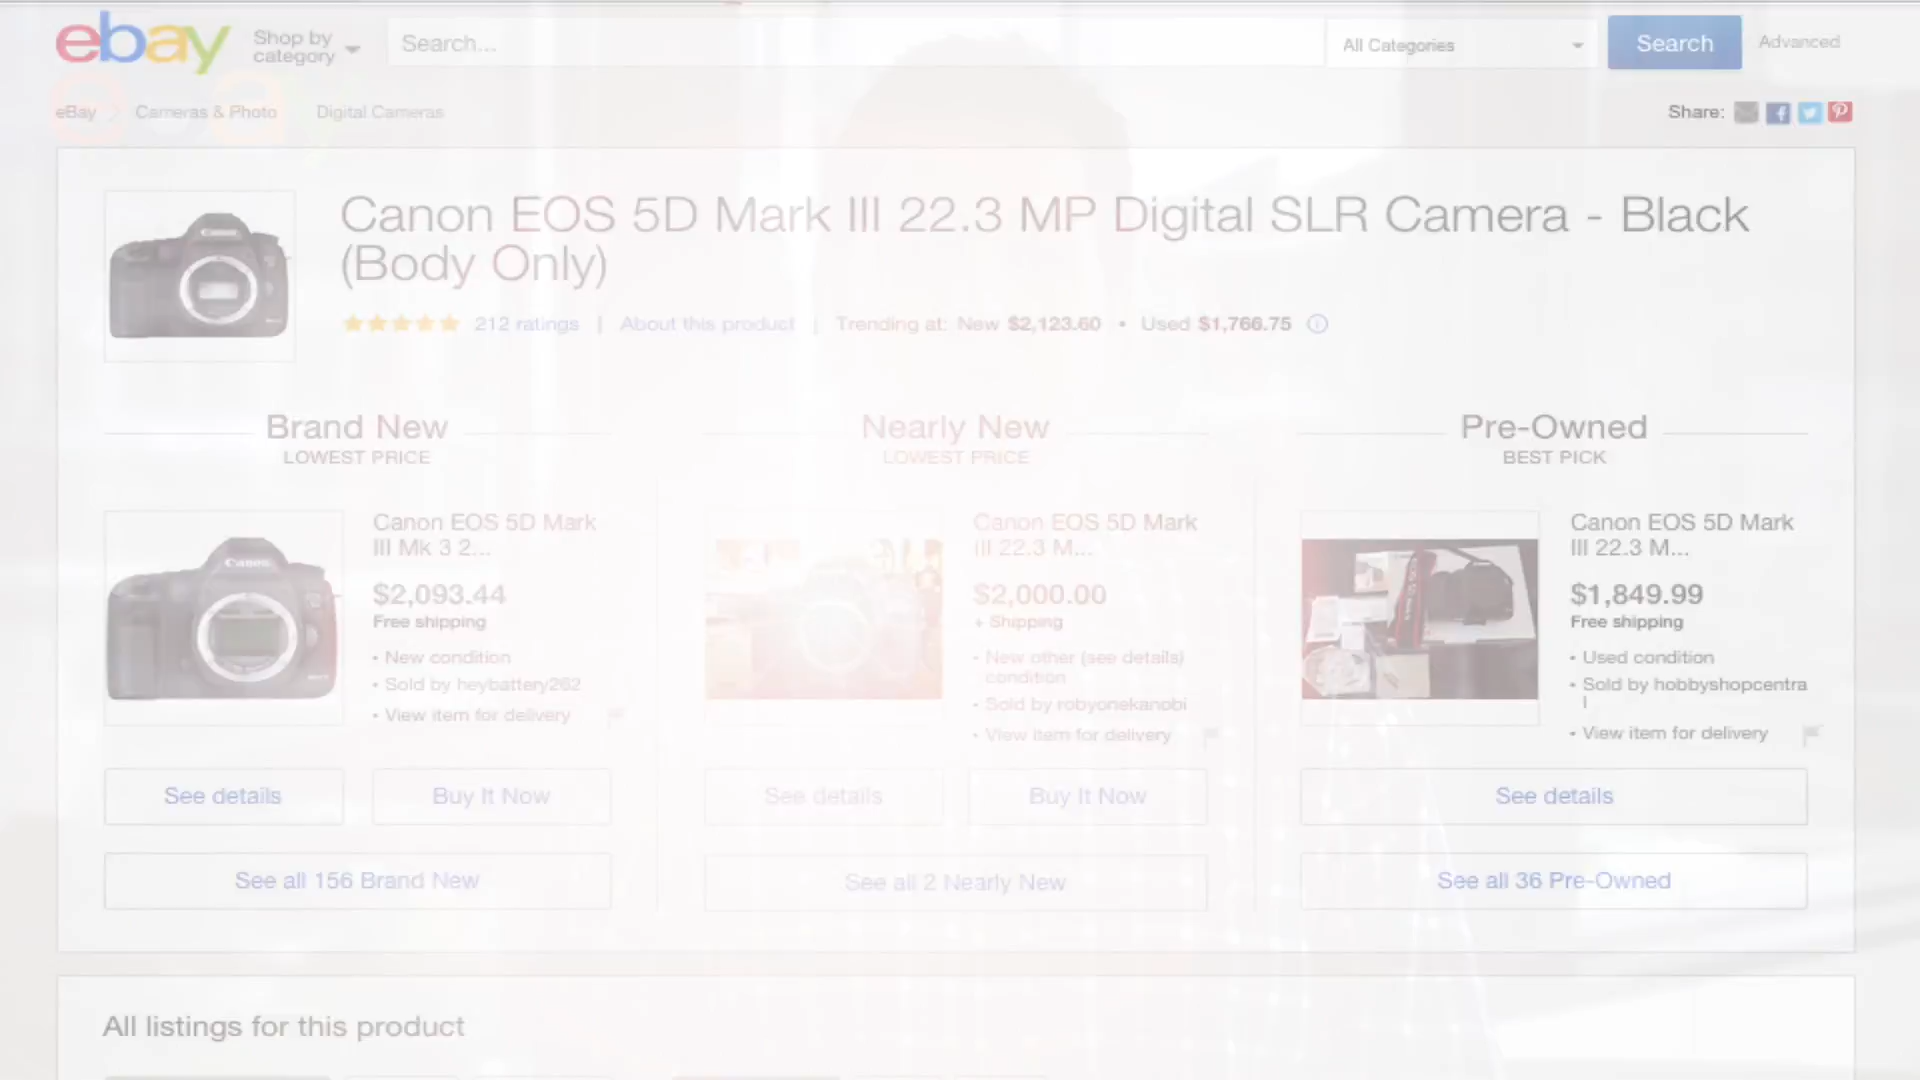 ebay
Shop by
category
Search...
All Categories
Search
Advanced
eBay
Cameras & Photo
Digital Cameras
Share:
Canon EOS 5D Mark III 22.3 MP Digital SLR Camera - Black
(Body Only)
212 ratings | About this product | Trending at: New $2,123.60 • Used $1,766.75
Brand New
LOWEST PRICE
Canon EOS 5D Mark
III Mk 3 2...
$2,093.44
Free shipping
• New condition
• Sold by heybattery262
• View item for delivery
See details
Buy It Now
See all 156 Brand New
Nearly New
LOWEST PRICE
Canon EOS 5D Mark
III 22.3 M...
$2,000.00
+ Shipping
• New other (see details)
condition
• Sold by robyonekanobi
• View item for delivery
See details
Buy It Now
See all 2 Nearly New
Pre-Owned
BEST PICK
Canon EOS 5D Mark
III 22.3 M...
$1,849.99
Free shipping
• Used condition
• Sold by hobbyshopcentra
l
• View item for delivery
See details
See all 36 Pre-Owned
All listings for this product
Canon
Canon